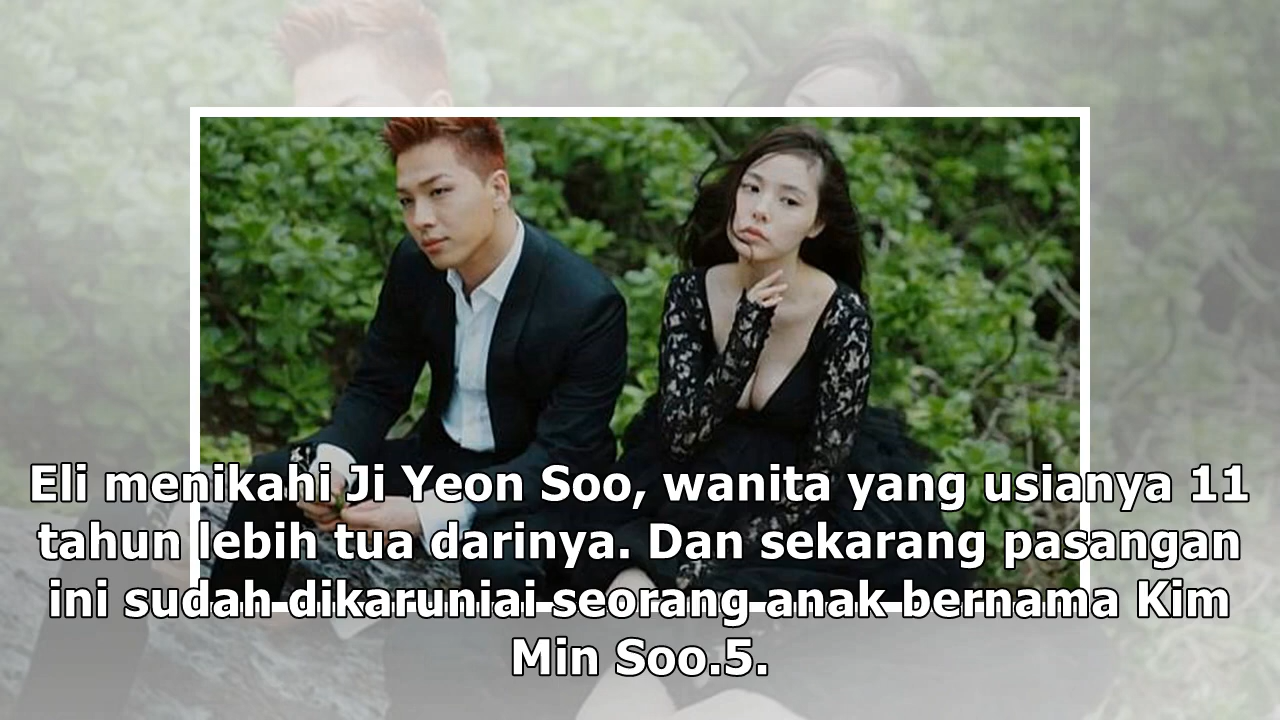 Eli menikahi Ji Yeon Soo, wanita yang usianya 11
tahun lebih tua darinya. Dan sekarang pasangan
ini sudah dikaruniai seorang anak bernama Kim
Min Soo.5.